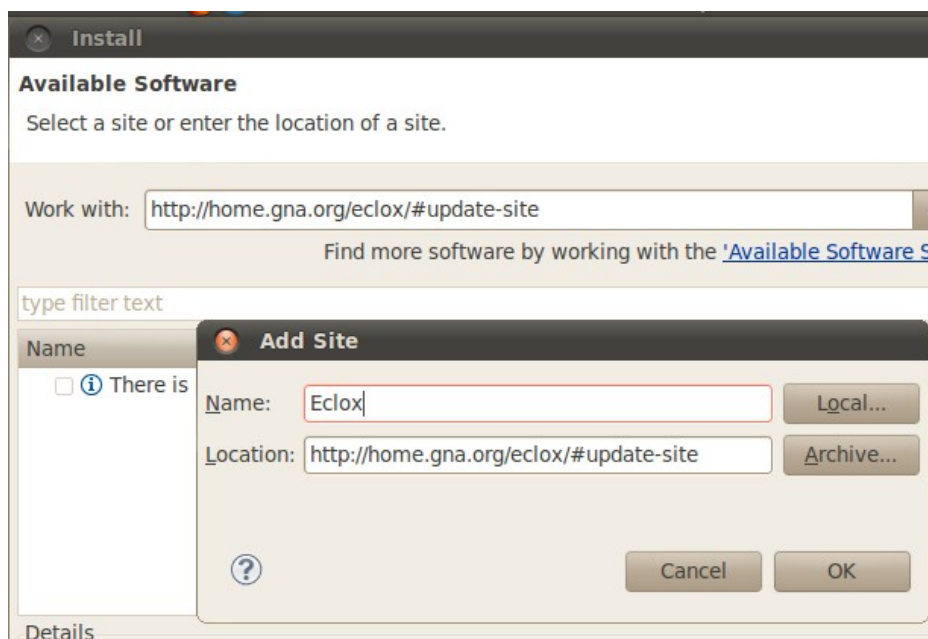 Install
Available Software
Select a site or enter the location of a site.
Work with: http://home.gna.org/eclox/#update-site
Find more software by working with the 'Available Software S
type filter text
Name
There is
Add Site
Name: Eclox Local...
Location: http://home.gna.org/eclox/#update-site Archive...
Cancel OK
Details